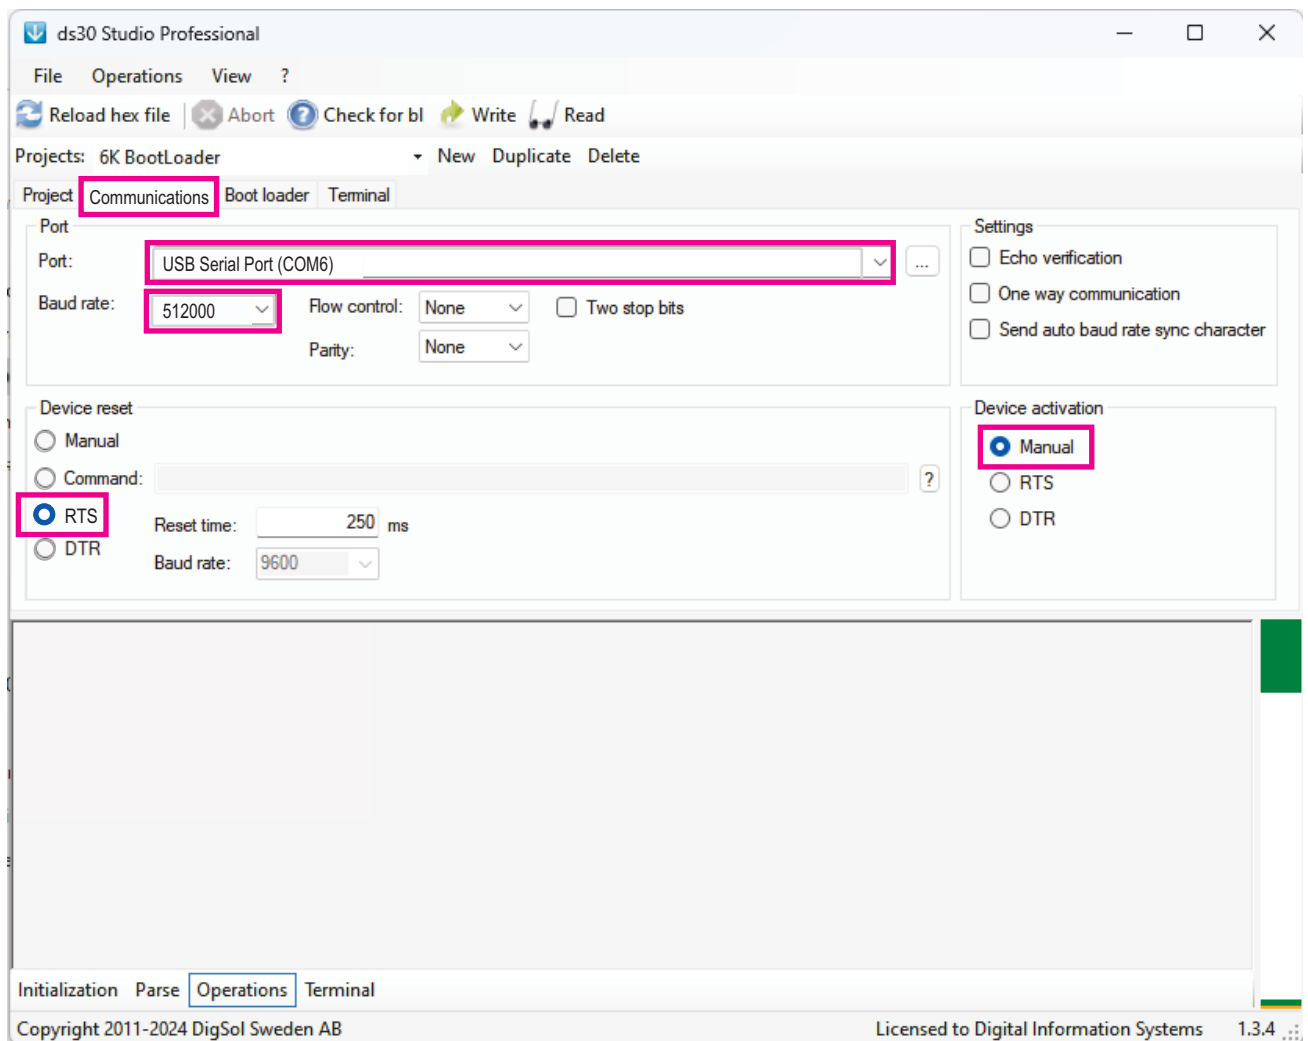 ds30 Studio Professional
File Operations View ?
Reload hex file Abort Check for bl Write Read
Projects: 6K BootLoader New Duplicate Delete
Project Communications Boot loader Terminal
Port
Port: USB Serial Port (COM6) ...
Baud rate: 512000 Flow control: None Two stop bits
Parity: None
Settings
Echo verification
One way communication
Send auto baud rate sync character
Device reset
Manual
Command: ?
RTS Reset time: 250 ms
DTR Baud rate: 9600
Device activation
Manual
RTS
DTR
Initialization Parse Operations Terminal
Copyright 2011-2024 DigSol Sweden AB Licensed to Digital Information Systems 1.3.4